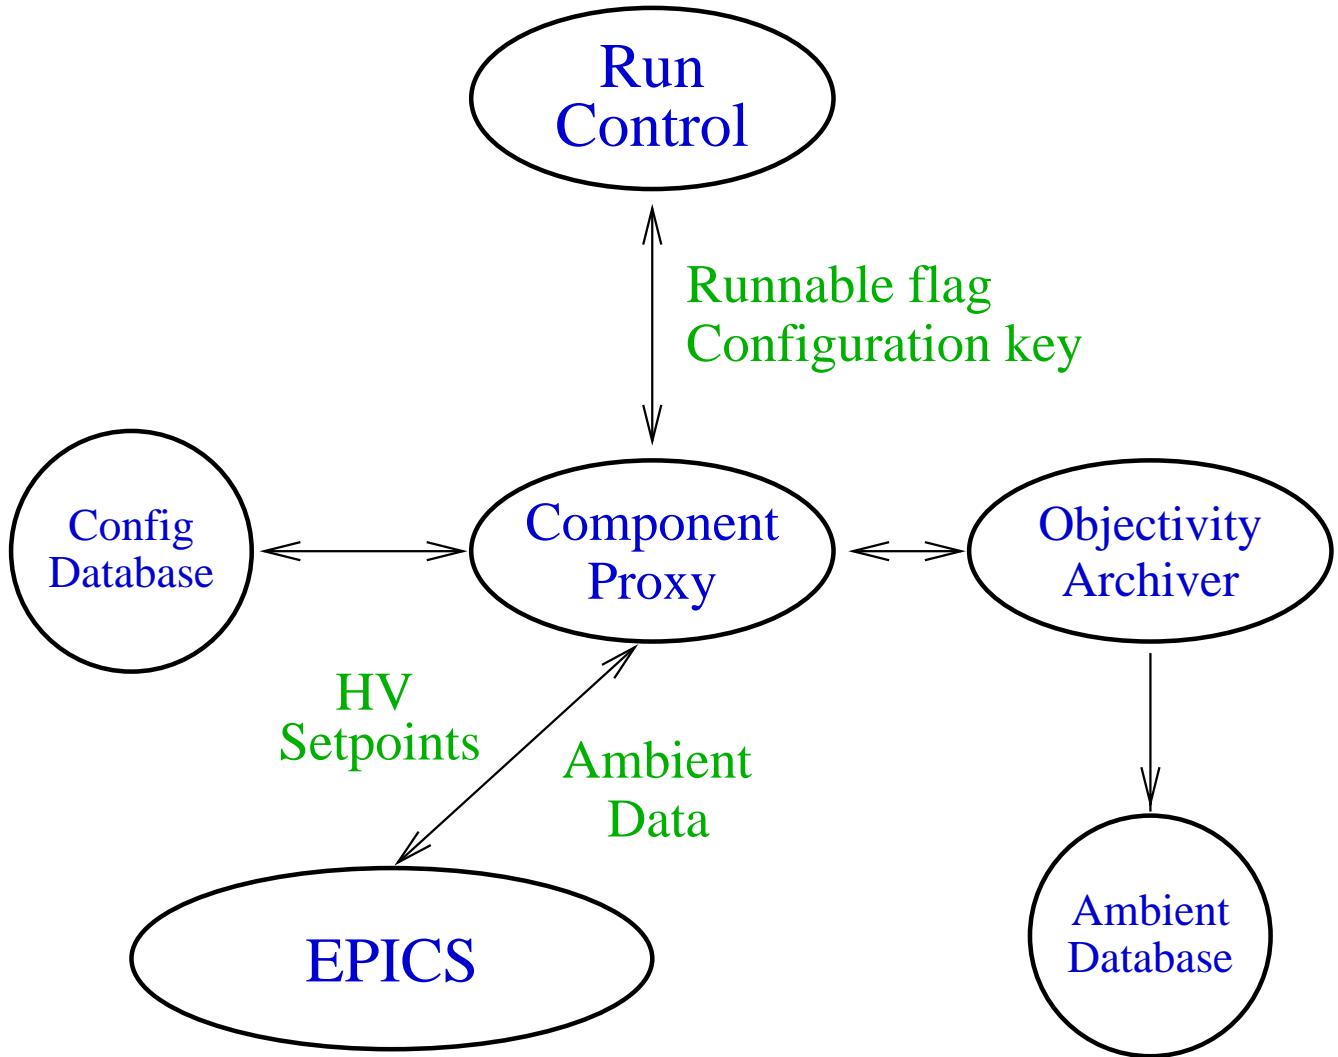 Run
Control
Runnable flag
Configuration key
Config
Database
Component
Proxy
Objectivity
Archiver
HV
Setpoints
Ambient
Data
EPICS
Ambient
Database